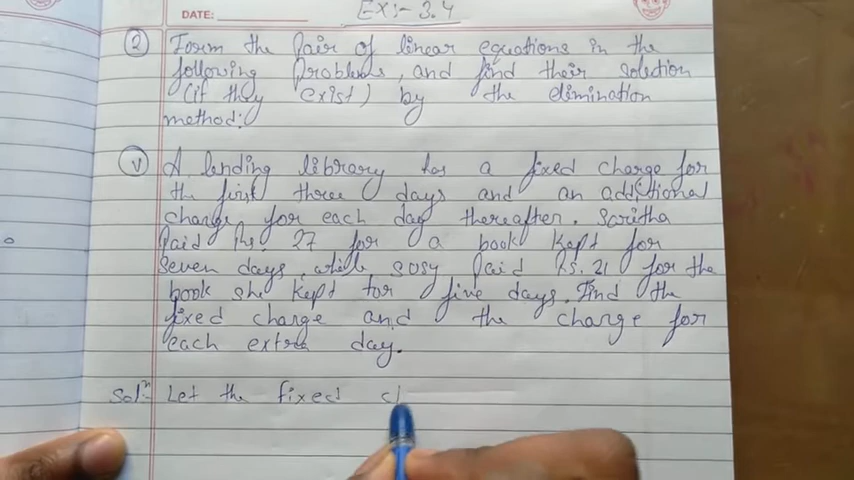 DATE:
Ex:- 3.4
(2) Form the Pair of linear equations in the
following Problems, and find their solution
(if they exist) by the elimination
method:
(v) A lending library has a fixed charge for
the first three days and an additional
charge for each day thereafter. Saritha
Paid Rs. 27 for a book kept for
seven days, while susy Paid Rs. 21 for the
book she kept for five days. Find the
fixed charge and the charge for
each extra day.
Solⁿ:- Let the fixed ch